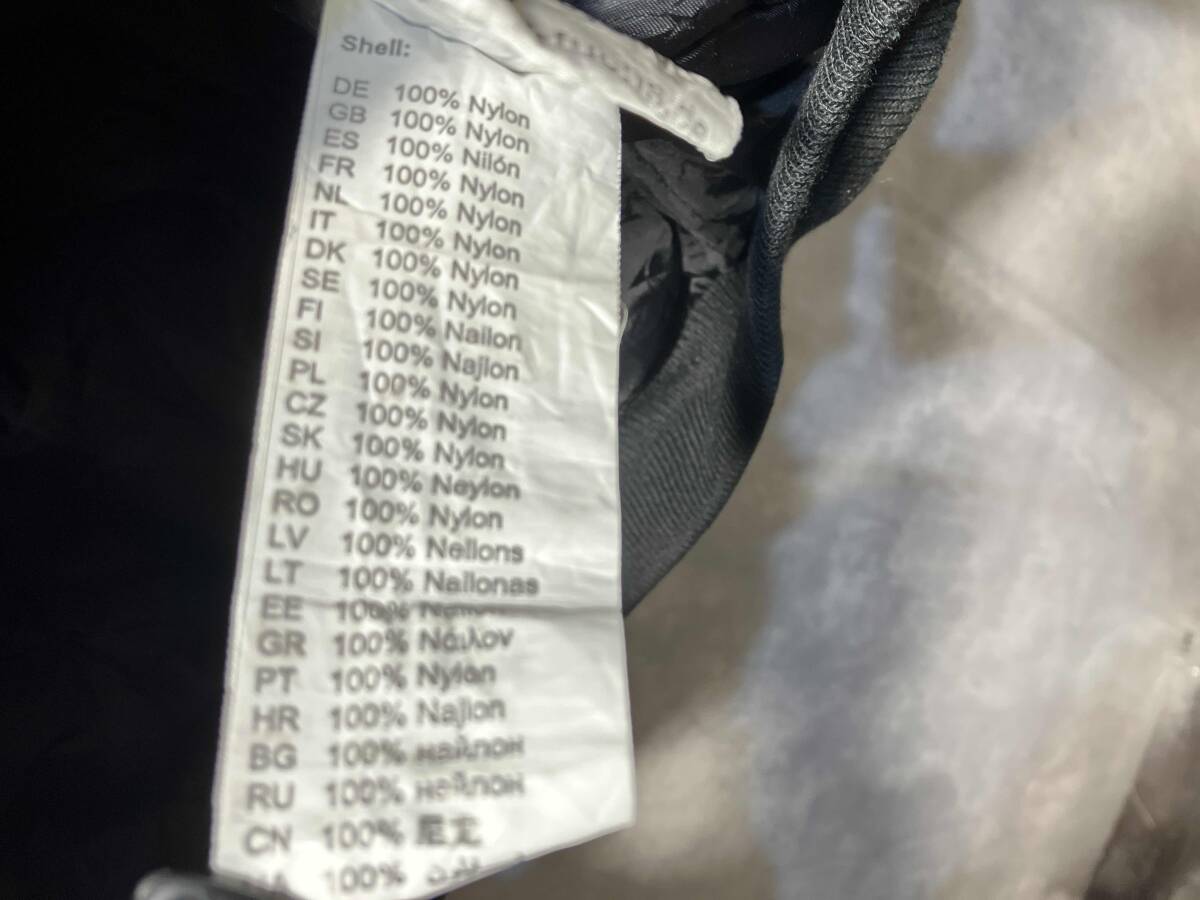 Shell:
DE 100% Nylon
GB 100% Nylon
ES 100% Nilón
FR 100% Nylon
NL 100% Nylon
IT 100% Nylon
DK 100% Nylon
SE 100% Nylon
FI 100% Nailon
SI 100% Najlon
PL 100% Nylon
CZ 100% Nylon
SK 100% Nylon
HU 100% Neylon
RO 100% Nylon
LV 100% Neilons
LT 100% Nailonas
EE 100%
GR 100% Νάιλον
PT 100% Nylon
HR 100% Najlon
BG 100% найлон
RU 100% нейлон
CN 100% 尼龙
100%